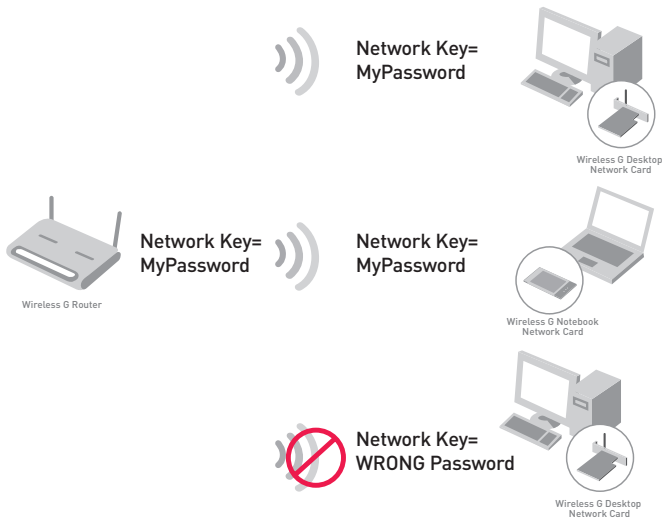 Network Key=
MyPassword
Wireless G Desktop
Network Card
Network Key=
MyPassword
Wireless G Router
Network Key=
MyPassword
Wireless G Notebook
Network Card
Network Key=
WRONG Password
Wireless G Desktop
Network Card